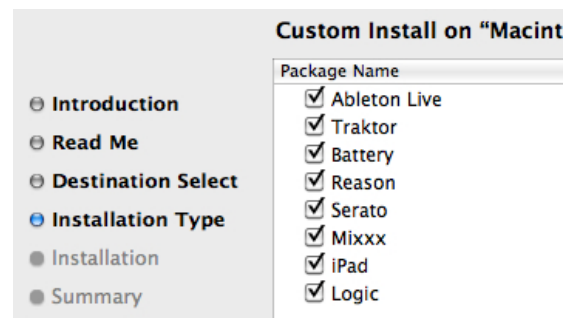 Custom Install on “Macint
Package Name
Introduction
Read Me
Destination Select
Installation Type
Installation
Summary
Ableton Live
Traktor
Battery
Reason
Serato
Mixxx
iPad
Logic